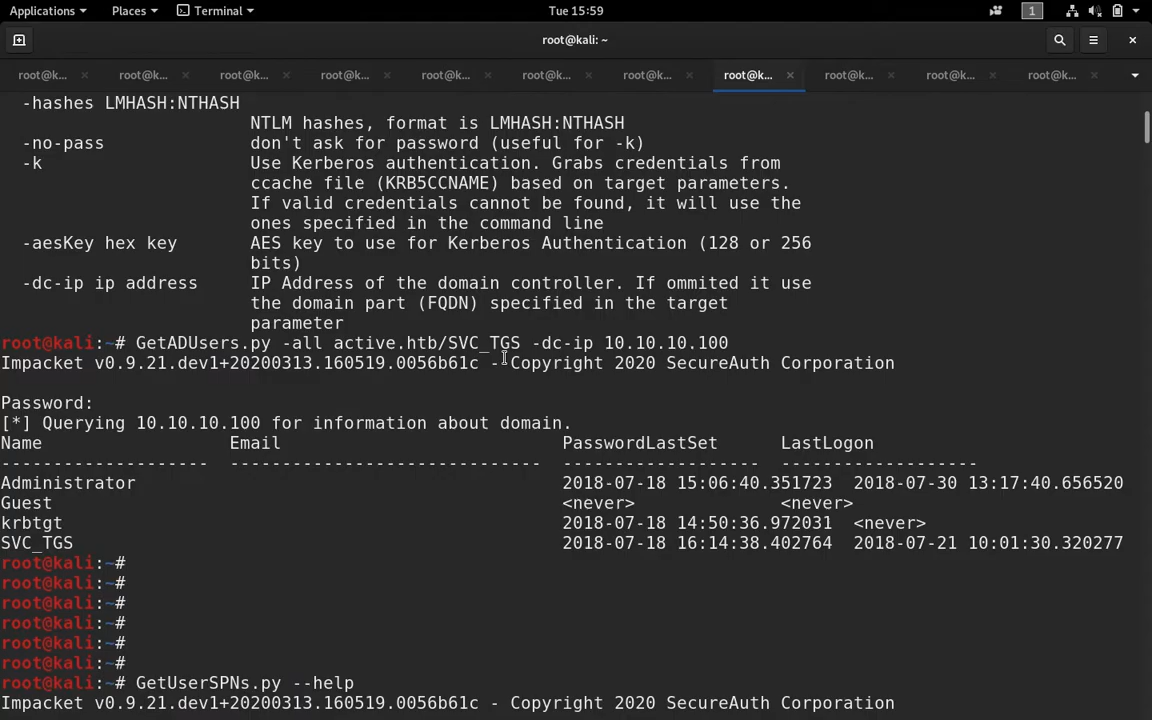 Applications Places Terminal Tue 15:59 1
root@kali: ~
root@k... root@k... root@k... root@k... root@k... root@k... root@k... root@k... root@k... root@k... root@k...
-hashes LMHASH:NTHASH
NTLM hashes, format is LMHASH:NTHASH
-no-pass don't ask for password (useful for -k)
-k Use Kerberos authentication. Grabs credentials from
ccache file (KRB5CCNAME) based on target parameters.
If valid credentials cannot be found, it will use the
ones specified in the command line
-aesKey hex key AES key to use for Kerberos Authentication (128 or 256
bits)
-dc-ip ip address IP Address of the domain controller. If ommited it use
the domain part (FQDN) specified in the target
parameter
root@kali:~# GetADUsers.py -all active.htb/SVC_TGS -dc-ip 10.10.10.100
Impacket v0.9.21.dev1+20200313.160519.0056b61c - Copyright 2020 SecureAuth Corporation
Password:
[*] Querying 10.10.10.100 for information about domain.
Name Email PasswordLastSet LastLogon
-------------------- ------------------------------ ------------------- -------------------
Administrator 2018-07-18 15:06:40.351723 2018-07-30 13:17:40.656520
Guest <never> <never>
krbtgt 2018-07-18 14:50:36.972031 <never>
SVC_TGS 2018-07-18 16:14:38.402764 2018-07-21 10:01:30.320277
root@kali:~#
root@kali:~#
root@kali:~#
root@kali:~#
root@kali:~#
root@kali:~#
root@kali:~# GetUserSPNs.py --help
Impacket v0.9.21.dev1+20200313.160519.0056b61c - Copyright 2020 SecureAuth Corporation